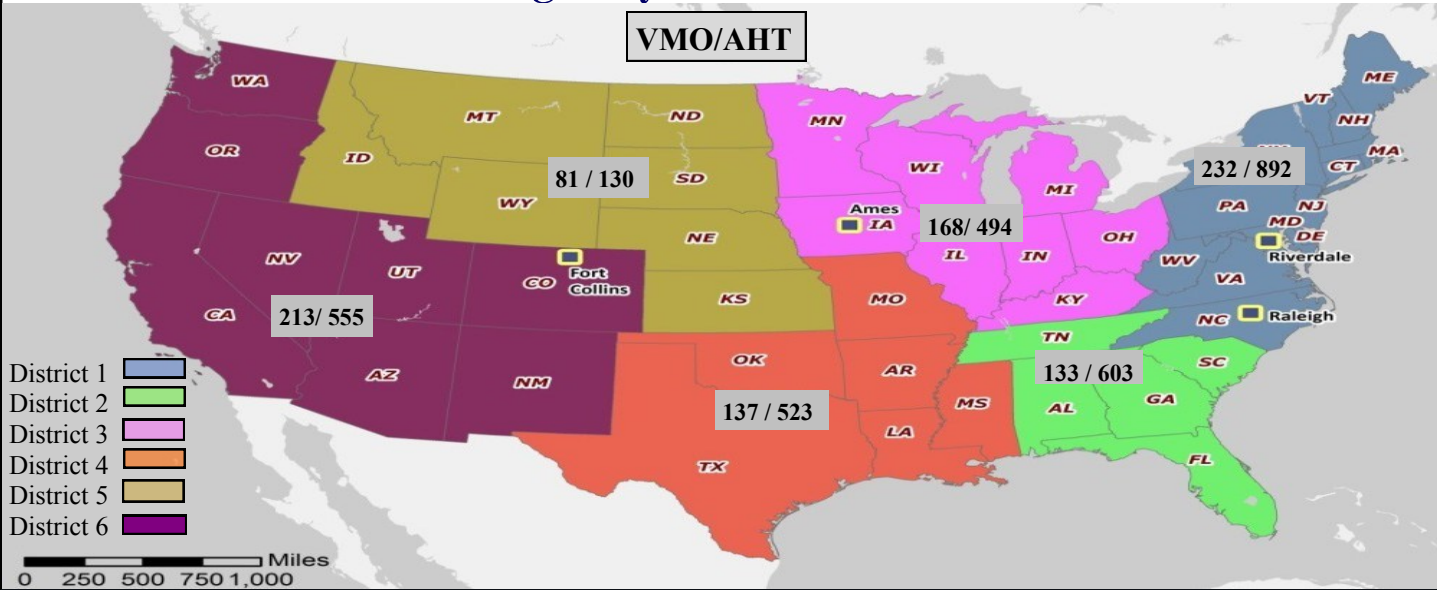 VMO/AHT
WA
OR
ID
MT
ND
MN
WI
MI
ME
VT
NH
MA
CT
232 / 892
81 / 130
SD
WY
NE
Ames
IA
168/ 494
IL
IN
OH
PA
NJ
MD
DE
Riverdale
WV
VA
NV
UT
CO
Fort
Collins
KS
MO
KY
NC
Raleigh
CA
213/ 555
AZ
NM
OK
AR
TN
SC
133 / 603
137 / 523
MS
AL
GA
LA
TX
FL
District 1
District 2
District 3
District 4
District 5
District 6
Miles
0 250 500 750 1,000